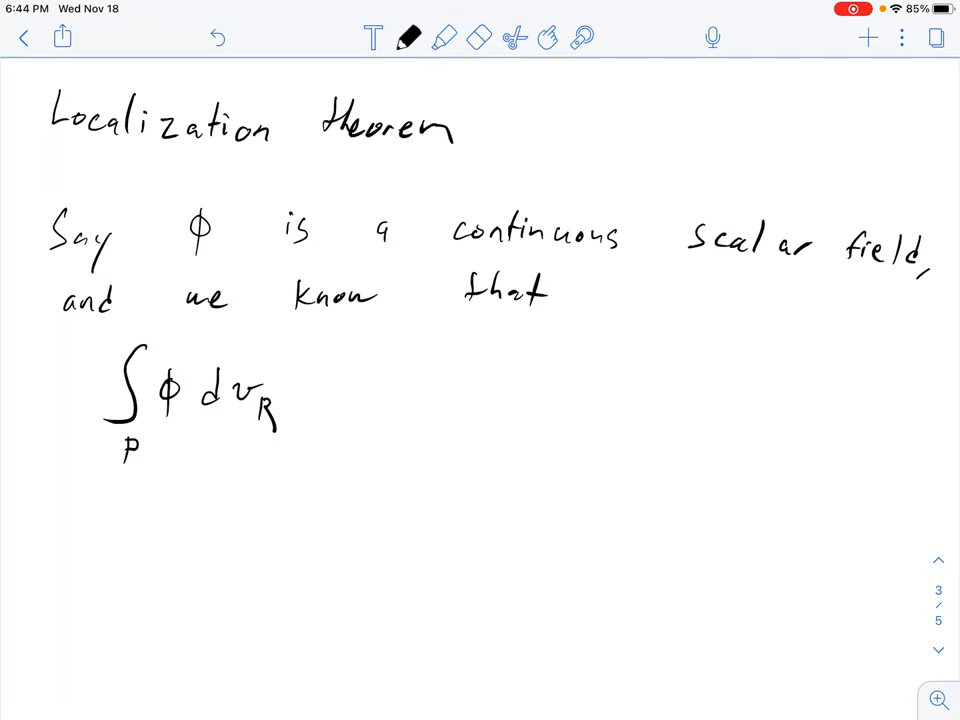 6:44 PM Wed Nov 18 85%
T
Localization theorem
Say ϕ is a continuous scalar field,
and we know that
∫_P ϕ dv_R
3
/
5